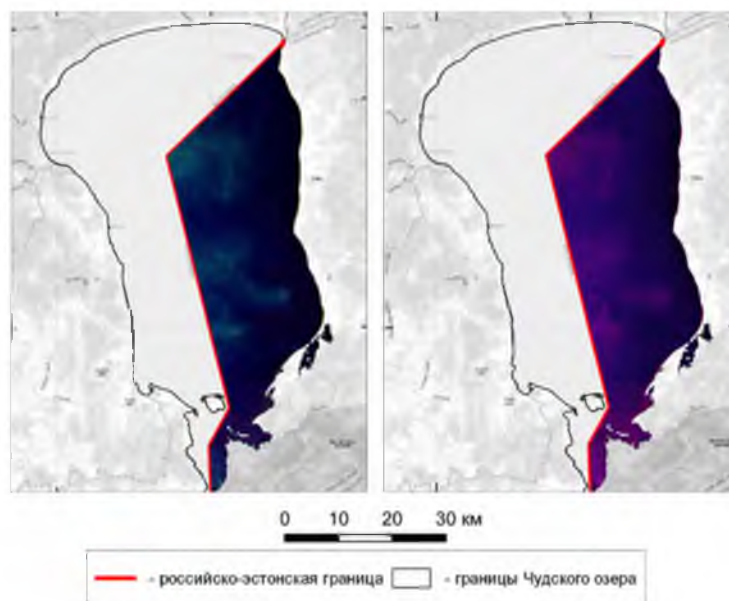 0 10 20 30 км
- российско-эстонская граница - границы Чудского озера